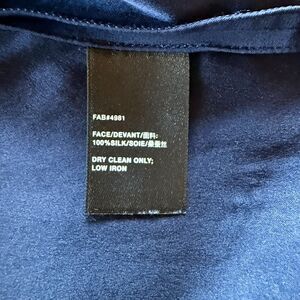 FAB#4981
FACE/DEVANT/面料:
100%SILK/SOIE/桑蚕丝
DRY CLEAN ONLY;
LOW IRON